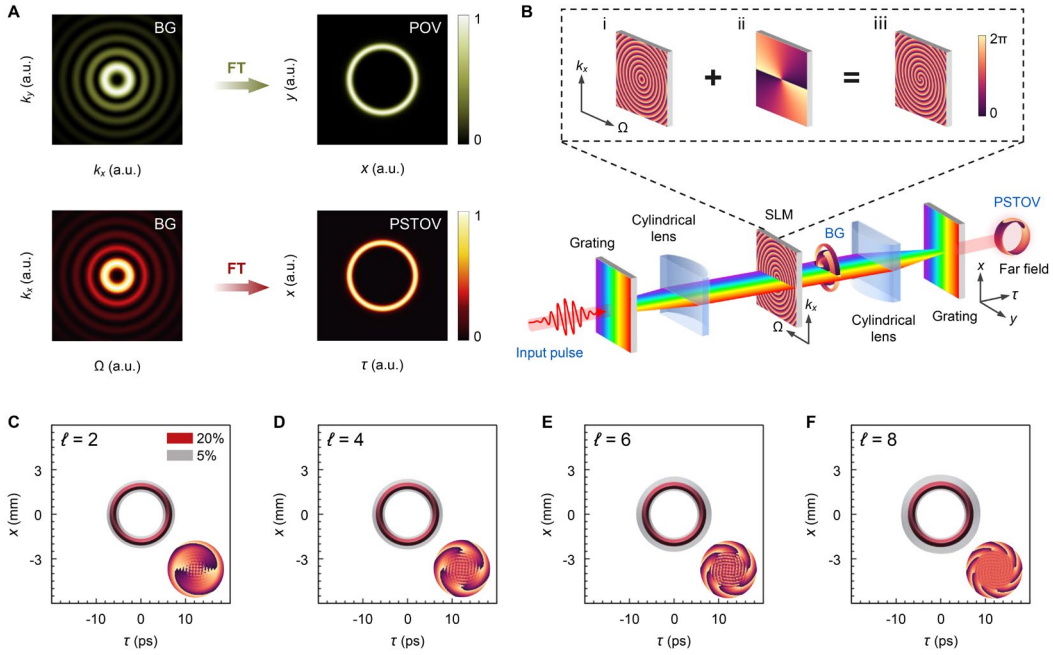 A
BG
FT
POV
k_y (a.u.)
k_x (a.u.)
y (a.u.)
x (a.u.)
1
0
BG
FT
PSTOV
k_x (a.u.)
Ω (a.u.)
x (a.u.)
τ (a.u.)
1
0
B
i
ii
iii
+
=
2π
0
k_x
Ω
Input pulse
Grating
Cylindrical
lens
SLM
k_x
Ω
BG
Cylindrical
lens
Grating
PSTOV
Far field
x
τ
y
C
ℓ = 2
20%
5%
x (mm)
3
0
-3
-10
0
10
τ (ps)
D
ℓ = 4
x (mm)
3
0
-3
-10
0
10
τ (ps)
E
ℓ = 6
x (mm)
3
0
-3
-10
0
10
τ (ps)
F
ℓ = 8
x (mm)
3
0
-3
-10
0
10
τ (ps)